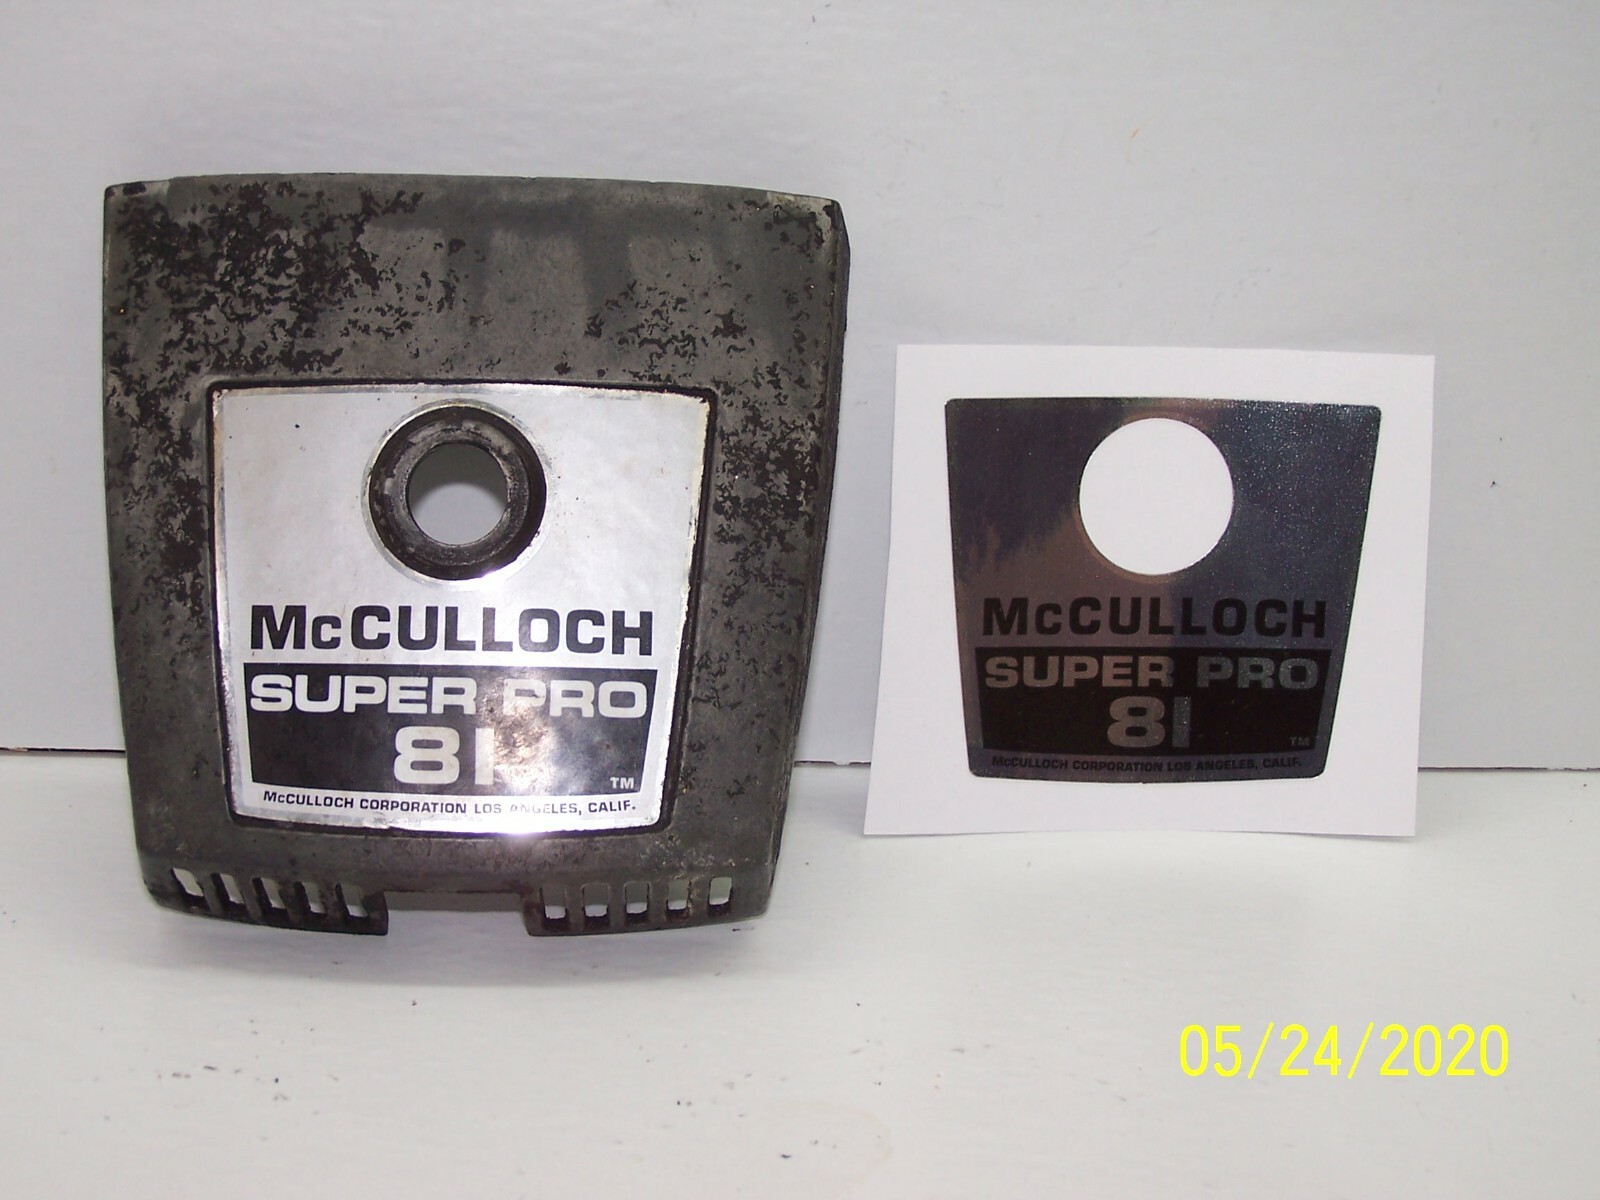 McCULLOCH
SUPER PRO
81
TM
McCULLOCH CORPORATION LOS ANGELES, CALIF.
McCULLOCH
SUPER PRO
81
TM
McCULLOCH CORPORATION LOS ANGELES, CALIF.
05/24/2020